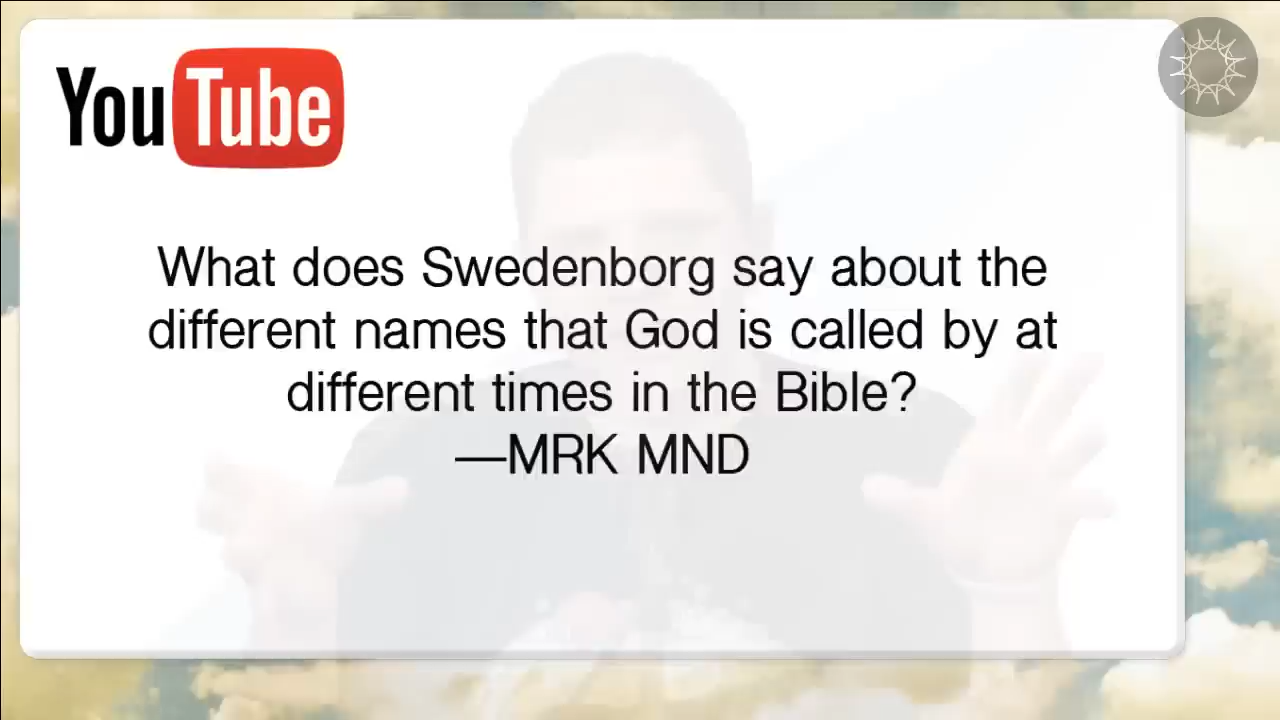 YouTube
What does Swedenborg say about the
different names that God is called by at
different times in the Bible?
—MRK MND